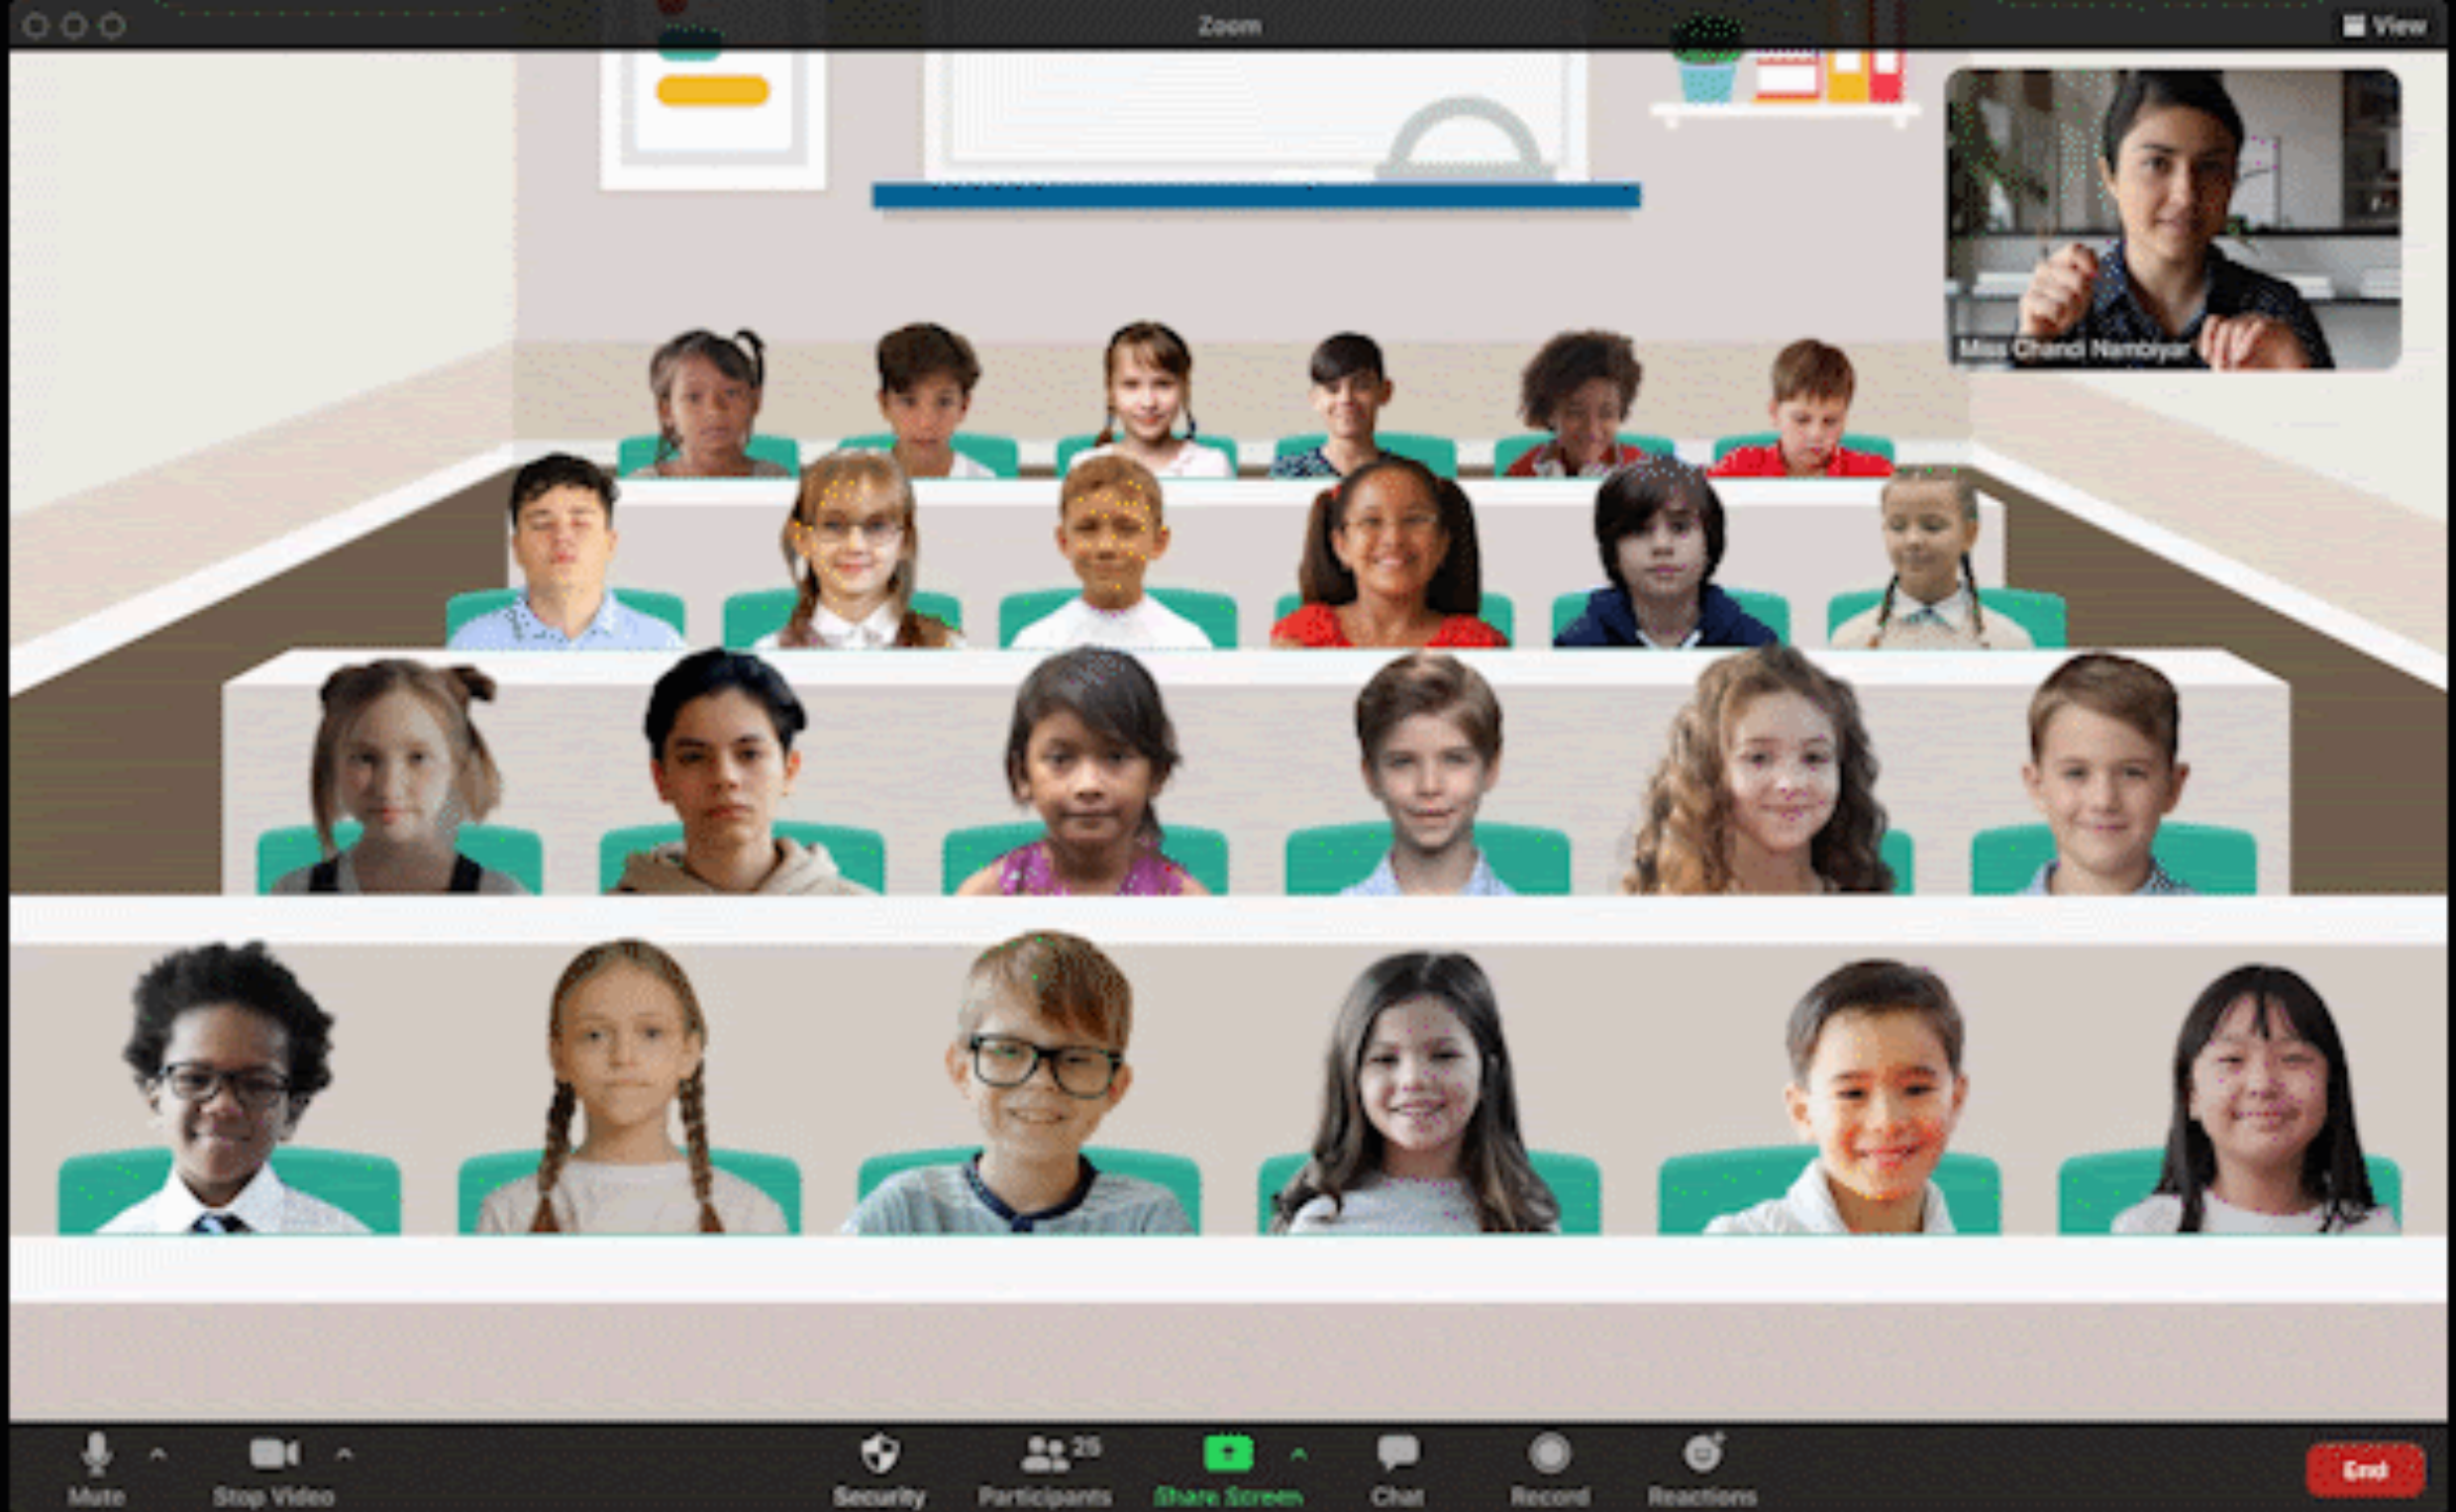 Zoom
View
Miss Chandi Nambiyar
25
Mute
Stop Video
Security
Participants
Share Screen
Chat
Record
Reactions
End